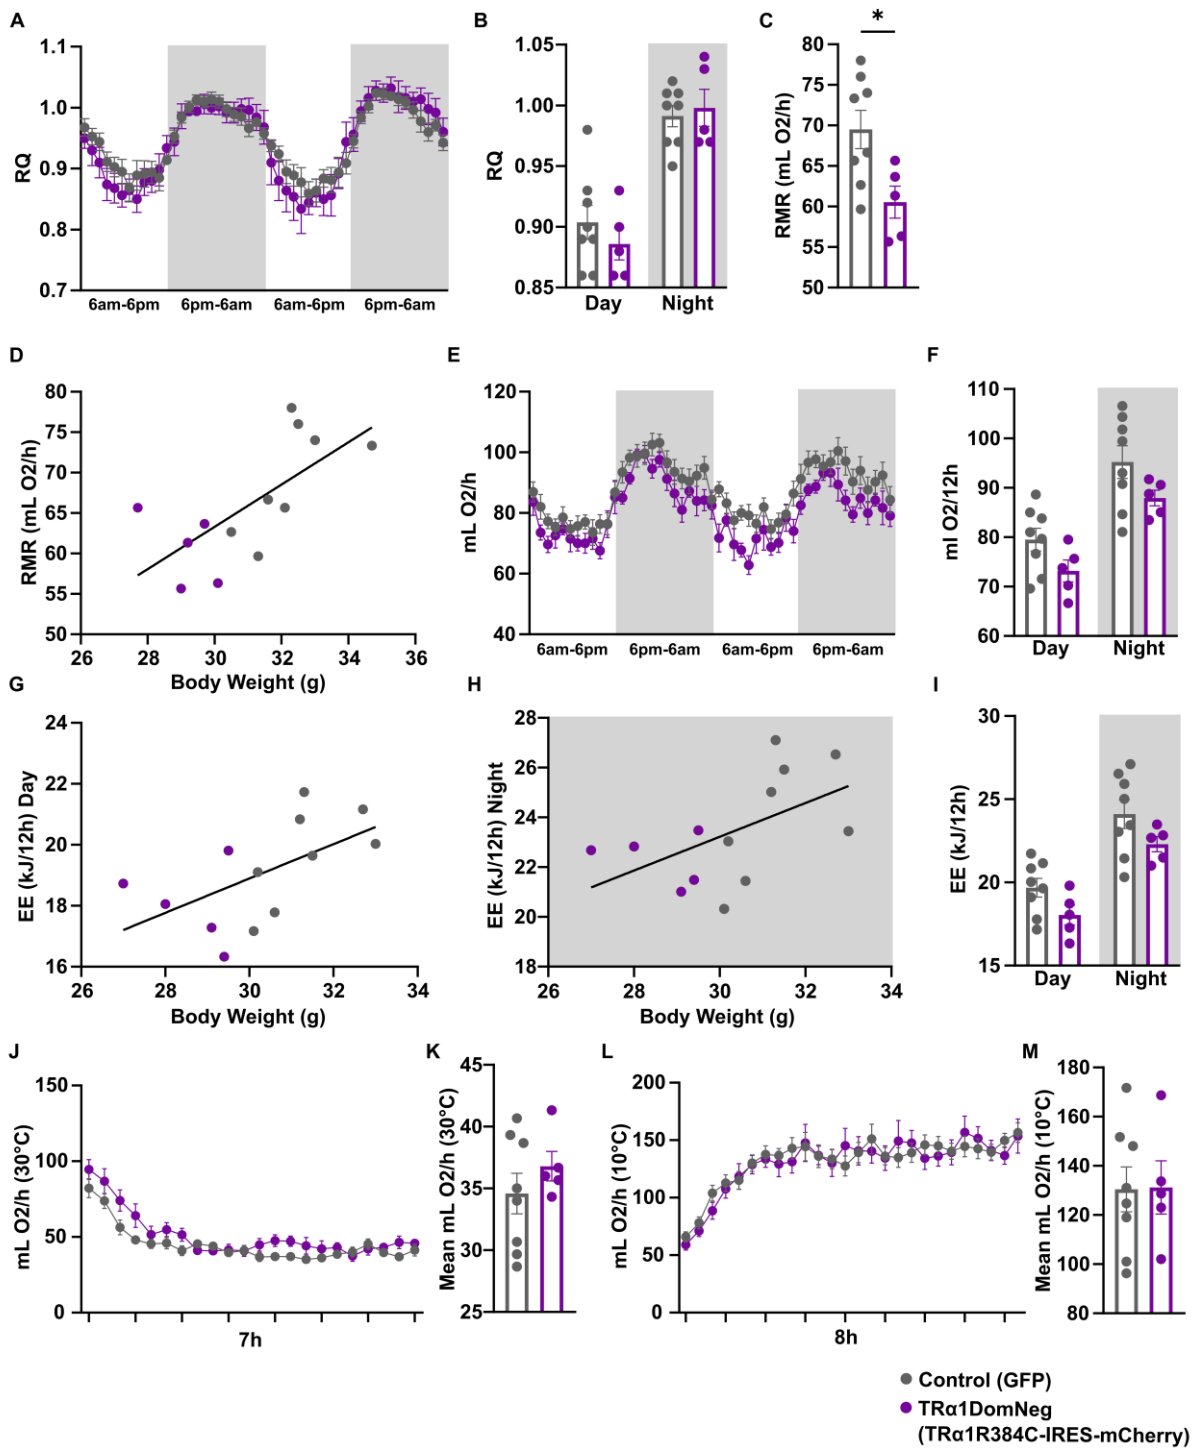 A
RQ
1.1
1.0
0.9
0.8
0.7
6am-6pm 6pm-6am 6am-6pm 6pm-6am
B
RQ
1.05
1.00
0.95
0.90
0.85
Day Night
C
*
RMR (mL O2/h)
80
75
70
65
60
55
50
D
RMR (mL O2/h)
80
75
70
65
60
55
50
26 28 30 32 34 36
Body Weight (g)
E
mL O2/h
120
100
80
60
40
6am-6pm 6pm-6am 6am-6pm 6pm-6am
F
ml O2/12h
110
100
90
80
70
60
Day Night
G
EE (kJ/12h) Day
24
22
20
18
16
26 28 30 32 34
Body Weight (g)
H
EE (kJ/12h) Night
28
26
24
22
20
18
26 28 30 32 34
Body Weight (g)
I
EE (kJ/12h)
30
25
20
15
Day Night
J
mL O2/h (30°C)
150
100
50
0
7h
K
Mean mL O2/h (30°C)
45
40
35
30
25
L
mL O2/h (10°C)
200
150
100
50
0
8h
M
Mean mL O2/h (10°C)
180
160
140
120
100
80
Control (GFP)
TRα1DomNeg
(TRα1R384C-IRES-mCherry)